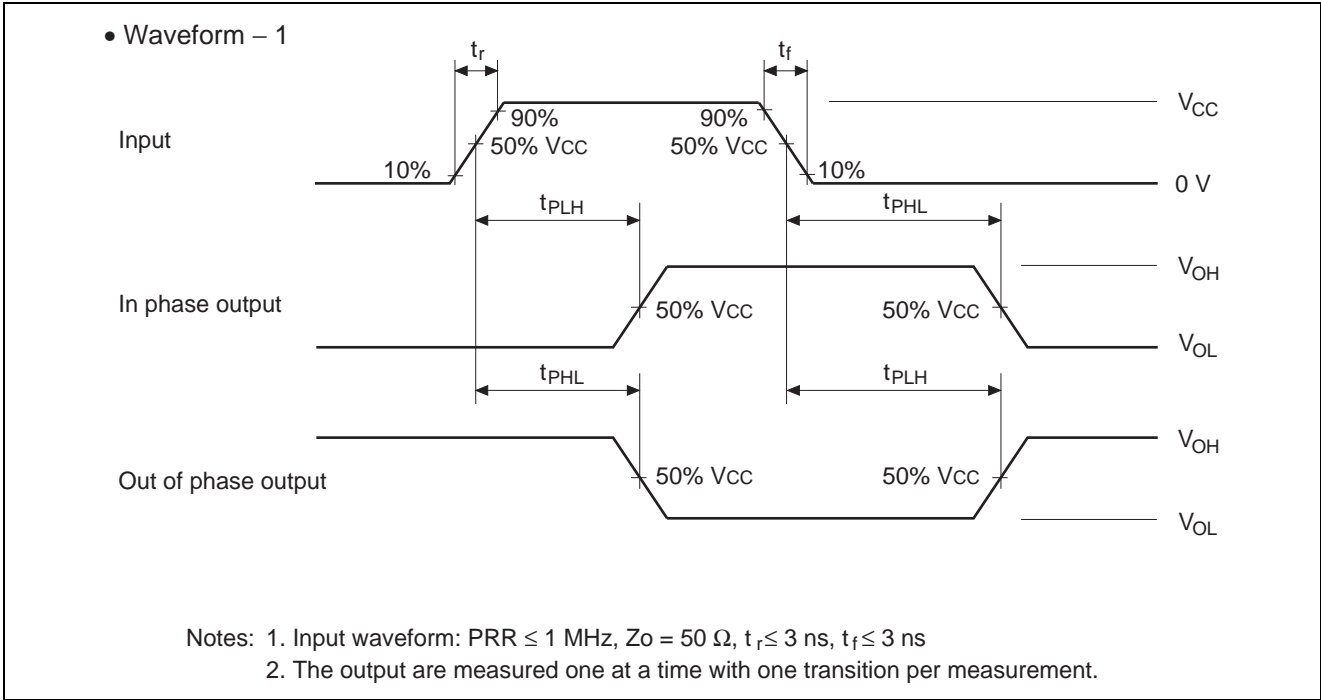 • Waveform – 1
tr
tf
90%
90%
VCC
Input
50% VCC
50% VCC
10%
10%
0 V
tPLH
tPHL
VOH
In phase output
50% VCC
50% VCC
VOL
tPHL
tPLH
VOH
Out of phase output
50% VCC
50% VCC
VOL
Notes: 1. Input waveform: PRR ≤ 1 MHz, Zo = 50 Ω, t r ≤ 3 ns, t f ≤ 3 ns
2. The output are measured one at a time with one transition per measurement.